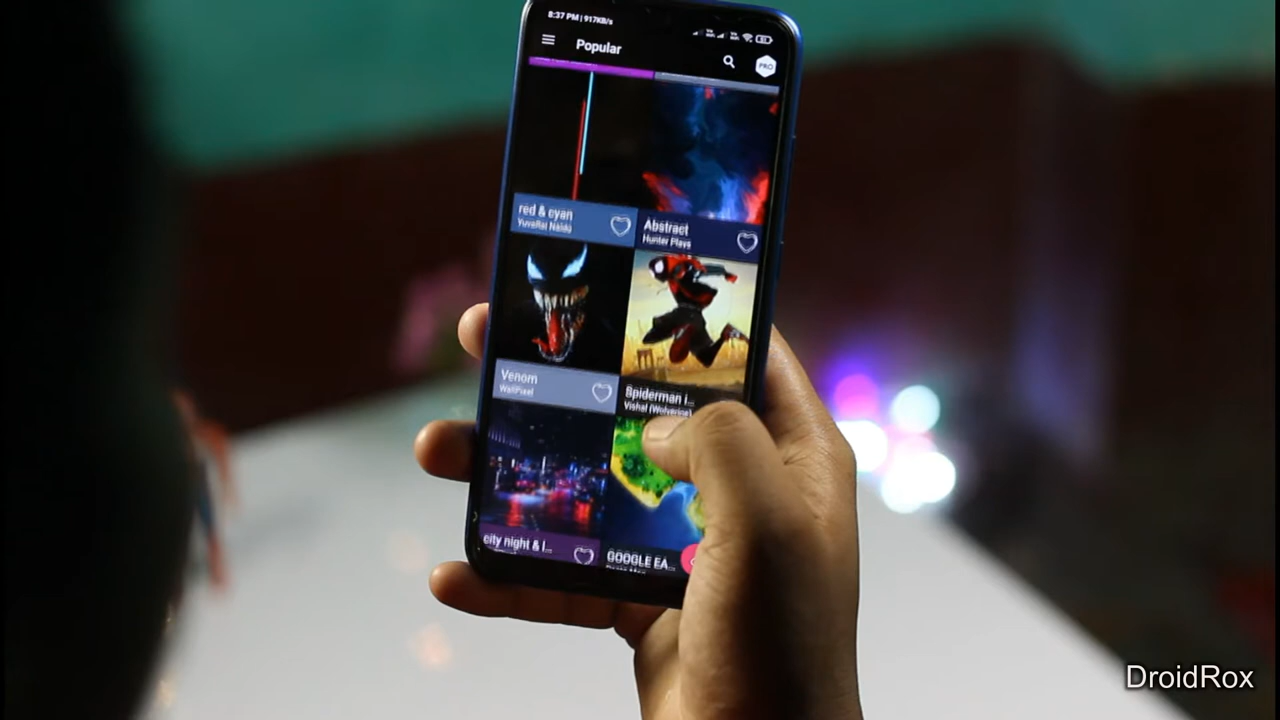 8:37 PM | 917KB/s
Popular
PRO
red & cyan
YuvaRaj Naidu
Abstract
Hunter Plays
Venom
WallPixel
Spiderman i...
Vishal (Wolverine)
city night & l...
GOOGLE EA...
DroidRox